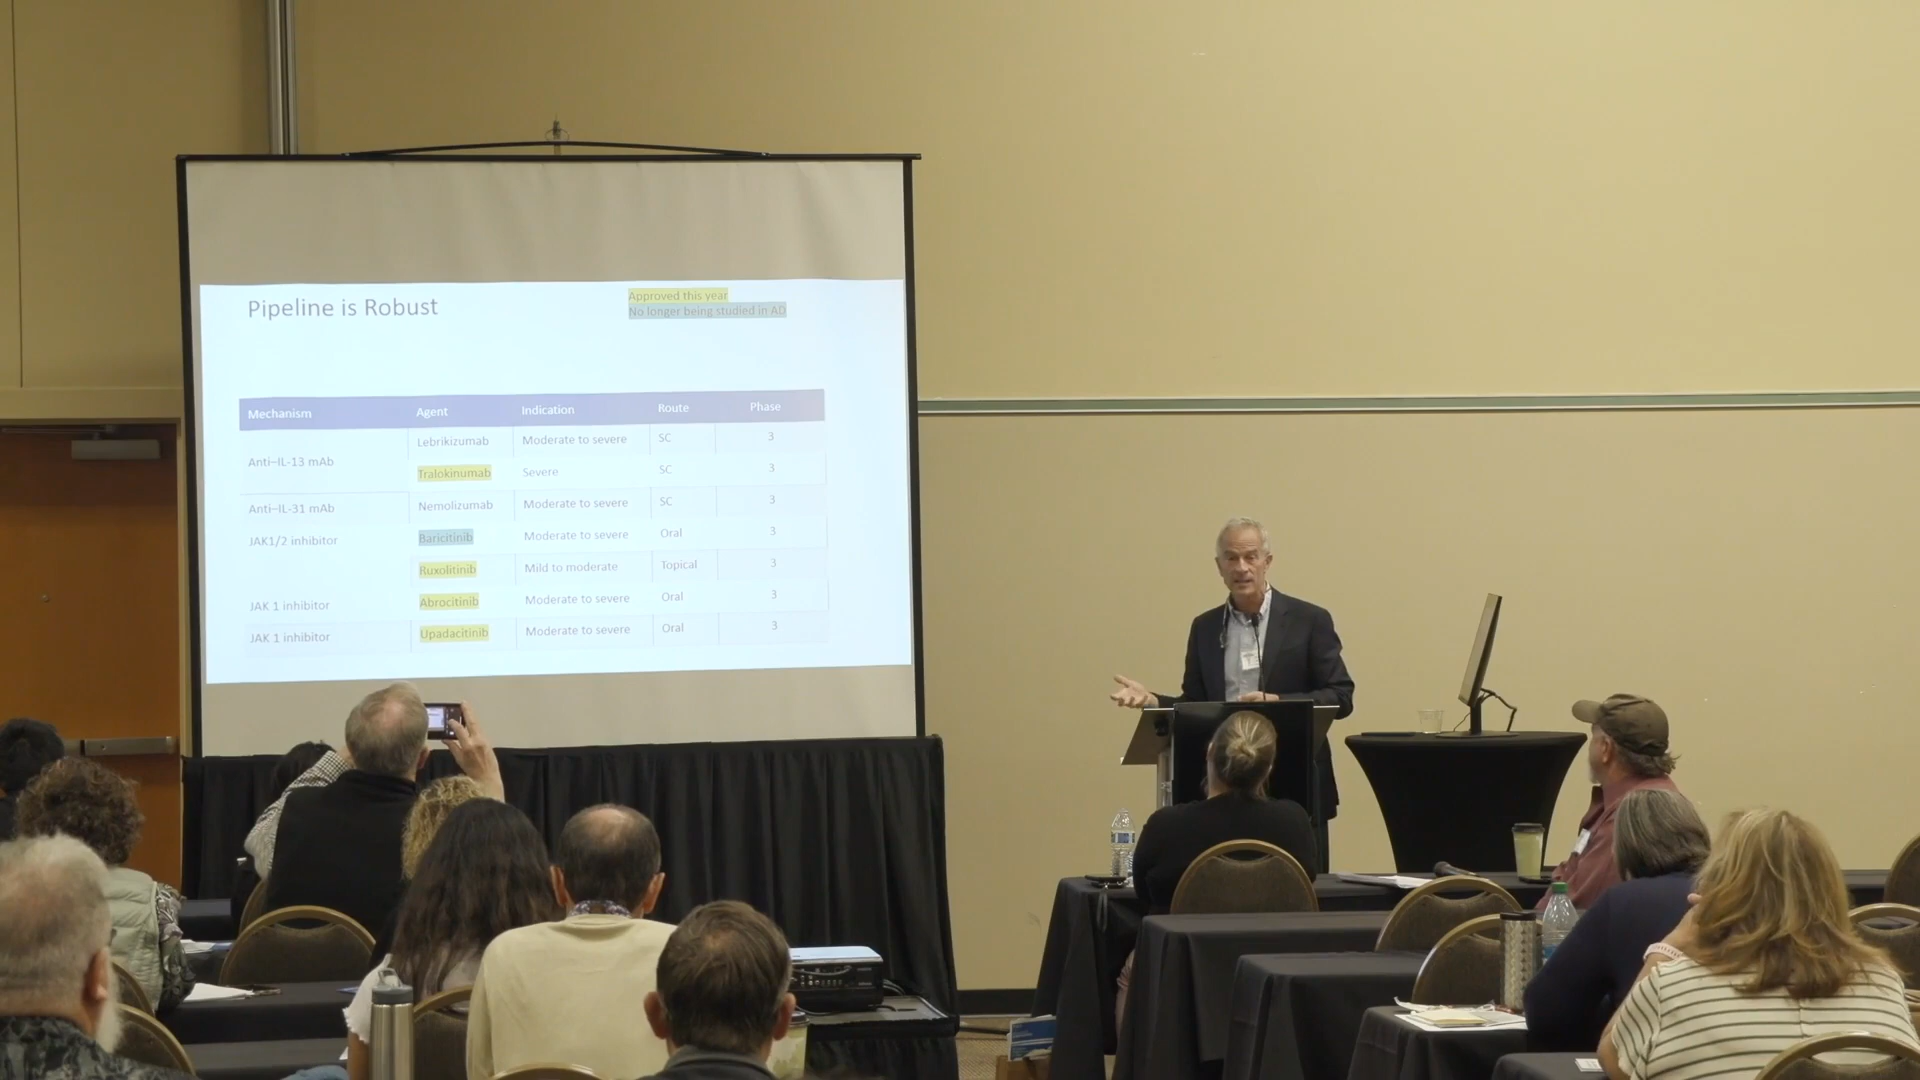 Pipeline is Robust
Approved this year
No longer being studied in AD
Mechanism Agent Indication Route Phase
Anti–IL-13 mAb Lebrikizumab Moderate to severe SC 3
Tralokinumab Severe SC 3
Anti–IL-31 mAb Nemolizumab Moderate to severe SC 3
JAK1/2 inhibitor Baricitinib Moderate to severe Oral 3
Ruxolitinib Mild to moderate Topical 3
JAK 1 inhibitor Abrocitinib Moderate to severe Oral 3
JAK 1 inhibitor Upadacitinib Moderate to severe Oral 3